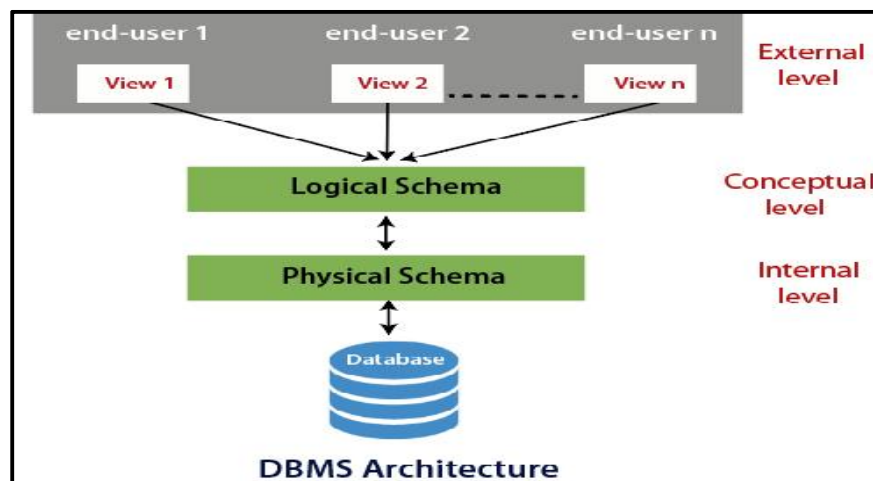 end-user 1 end-user 2 end-user n
External
level
View 1 View 2 View n
Logical Schema
Conceptual
level
Physical Schema
Internal
level
Database
DBMS Architecture